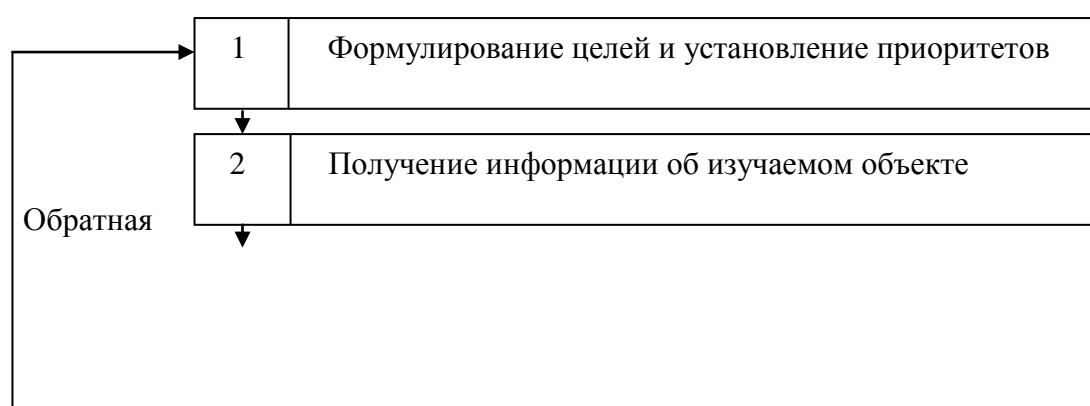 1 Формулирование целей и установление приоритетов
2 Получение информации об изучаемом объекте
Обратная